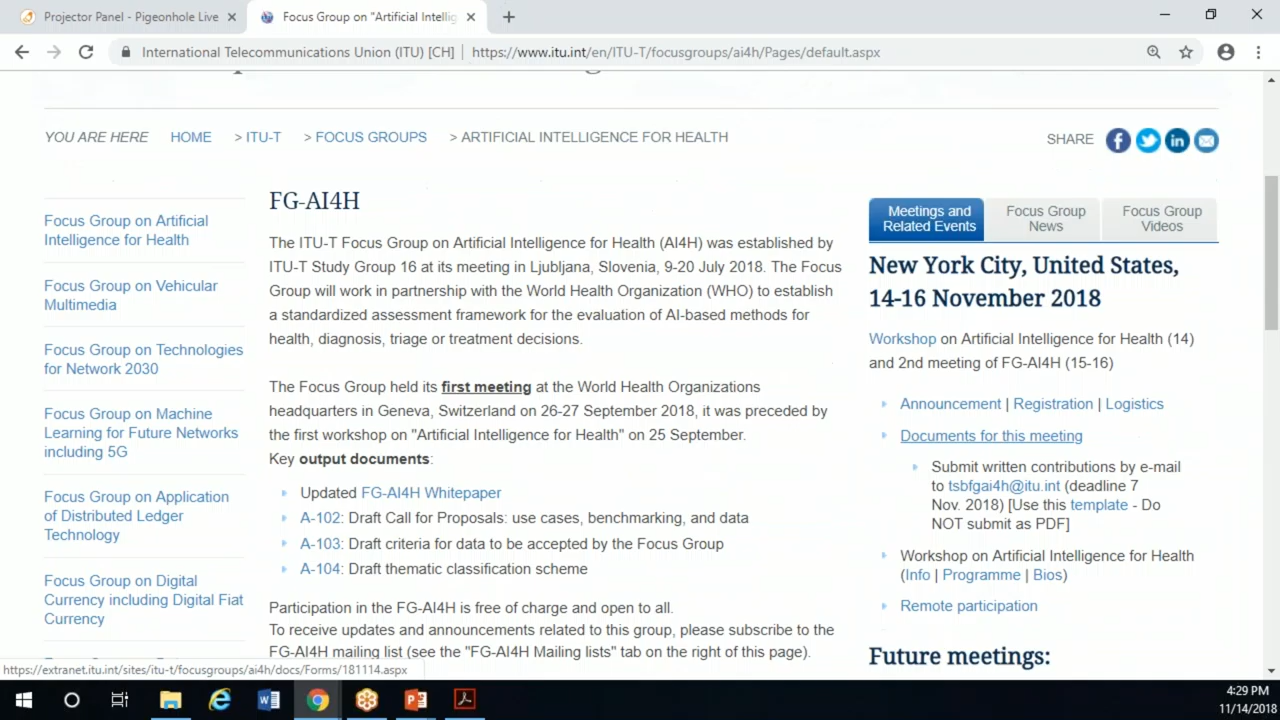 Projector Panel - Pigeonhole Live
Focus Group on "Artificial Intellig
International Telecommunications Union (ITU) [CH] | https://www.itu.int/en/ITU-T/focusgroups/ai4h/Pages/default.aspx
YOU ARE HERE HOME > ITU-T > FOCUS GROUPS > ARTIFICIAL INTELLIGENCE FOR HEALTH
SHARE
Focus Group on Artificial
Intelligence for Health
Focus Group on Vehicular
Multimedia
Focus Group on Technologies
for Network 2030
Focus Group on Machine
Learning for Future Networks
including 5G
Focus Group on Application
of Distributed Ledger
Technology
Focus Group on Digital
Currency including Digital Fiat
Currency
FG-AI4H
The ITU-T Focus Group on Artificial Intelligence for Health (AI4H) was established by
ITU-T Study Group 16 at its meeting in Ljubljana, Slovenia, 9-20 July 2018. The Focus
Group will work in partnership with the World Health Organization (WHO) to establish
a standardized assessment framework for the evaluation of AI-based methods for
health, diagnosis, triage or treatment decisions.
The Focus Group held its first meeting at the World Health Organizations
headquarters in Geneva, Switzerland on 26-27 September 2018, it was preceded by
the first workshop on "Artificial Intelligence for Health" on 25 September.
Key output documents:
Updated FG-AI4H Whitepaper
A-102: Draft Call for Proposals: use cases, benchmarking, and data
A-103: Draft criteria for data to be accepted by the Focus Group
A-104: Draft thematic classification scheme
Participation in the FG-AI4H is free of charge and open to all.
To receive updates and announcements related to this group, please subscribe to the
FG-AI4H mailing list (see the "FG-AI4H Mailing lists" tab on the right of this page).
Meetings and
Related Events
Focus Group
News
Focus Group
Videos
New York City, United States,
14-16 November 2018
Workshop on Artificial Intelligence for Health (14)
and 2nd meeting of FG-AI4H (15-16)
Announcement | Registration | Logistics
Documents for this meeting
Submit written contributions by e-mail
to tsbfgai4h@itu.int (deadline 7
Nov. 2018) [Use this template - Do
NOT submit as PDF]
Workshop on Artificial Intelligence for Health
(Info | Programme | Bios)
Remote participation
Future meetings:
https://extranet.itu.int/sites/itu-t/focusgroups/ai4h/docs/Forms/181114.aspx
4:29 PM
11/14/2018